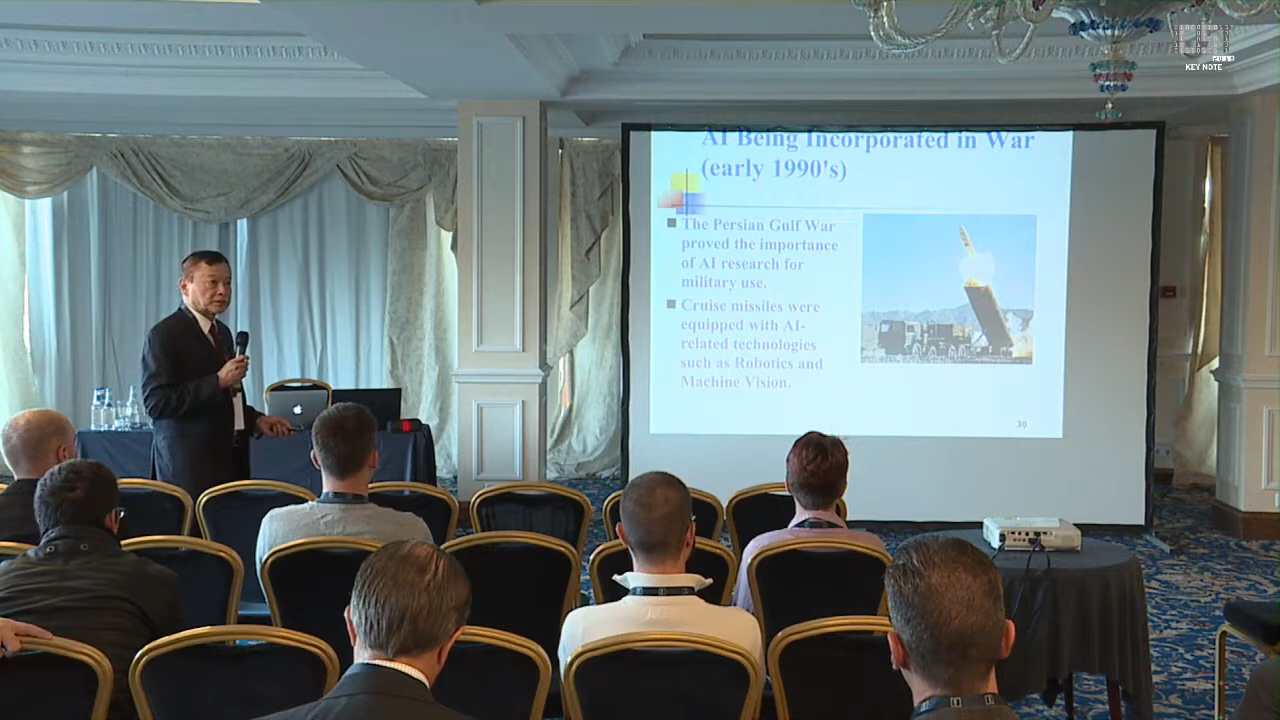 KEY NOTE
AI Being Incorporated in War
(early 1990's)
The Persian Gulf War
proved the importance
of AI research for
military use.
Cruise missiles were
equipped with AI-
related technologies
such as Robotics and
Machine Vision.
30